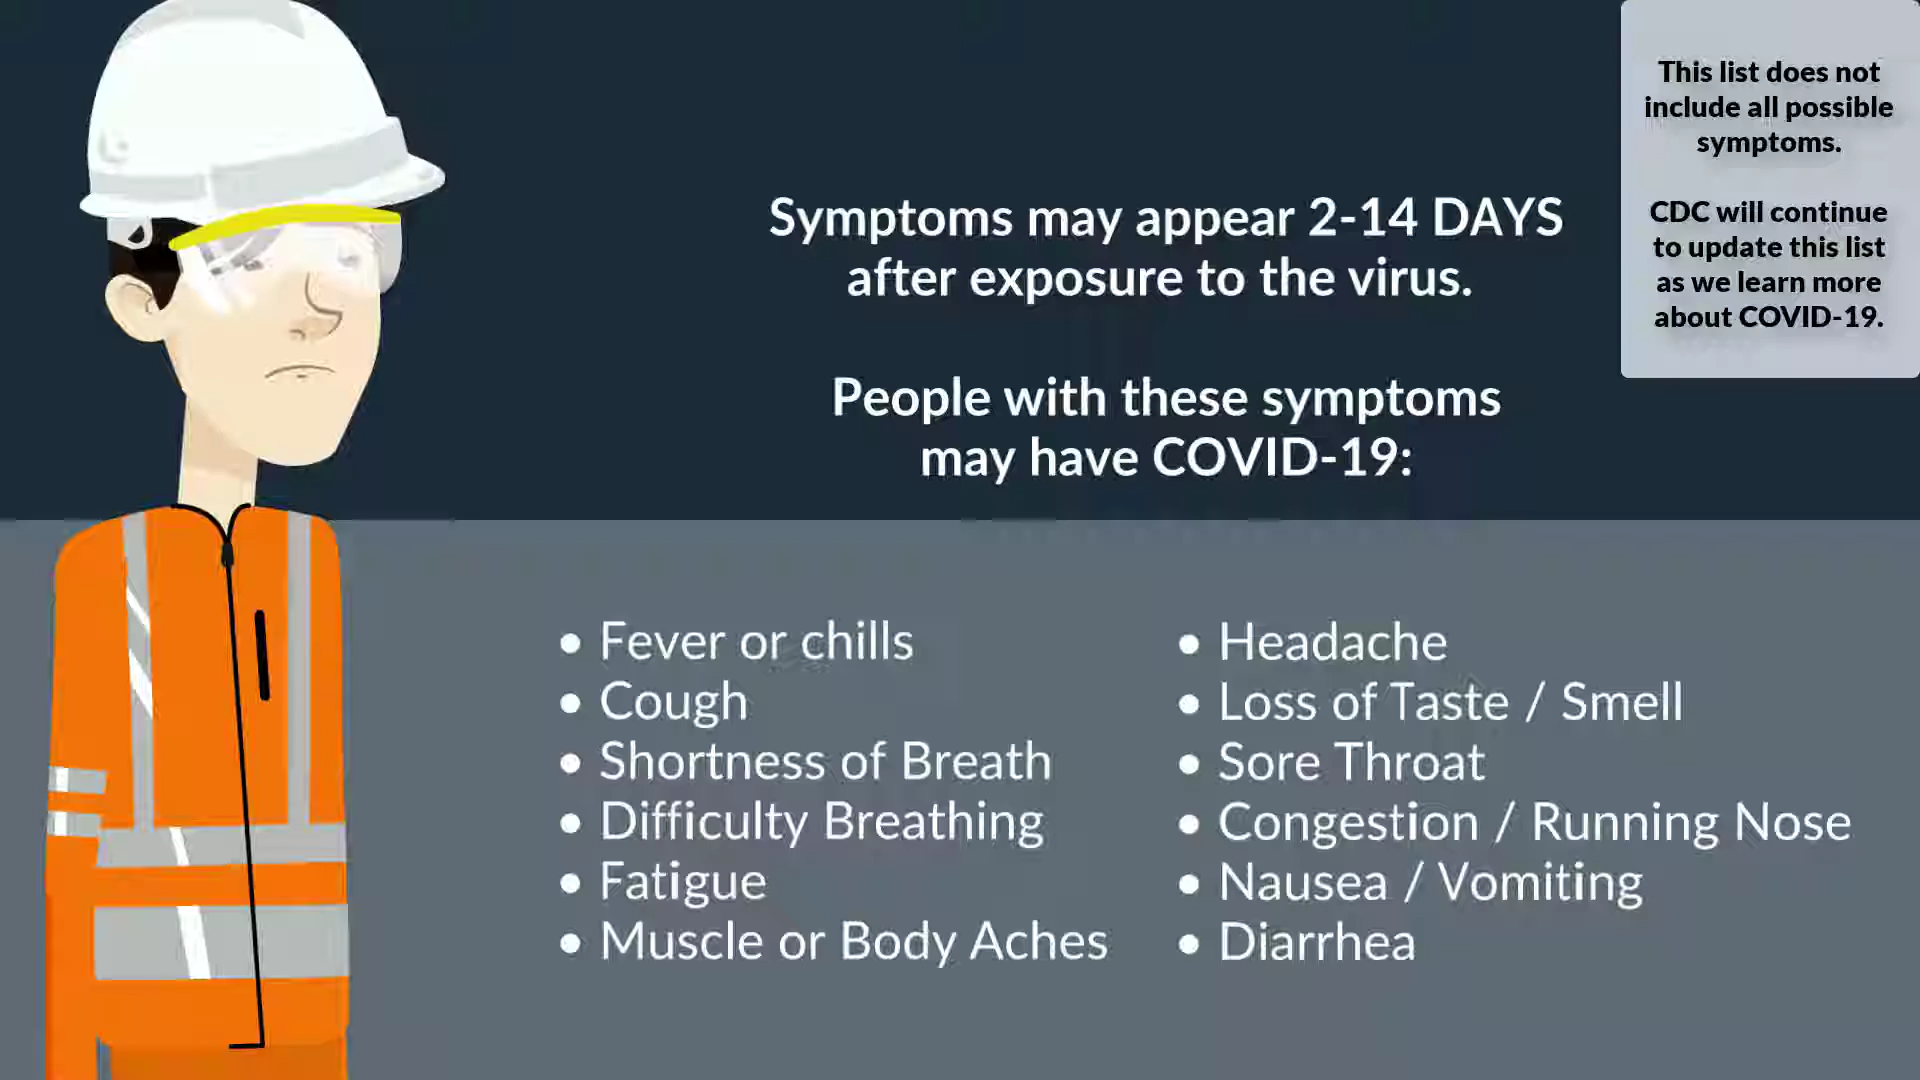 This list does not
include all possible
symptoms.
CDC will continue
to update this list
as we learn more
about COVID-19.
Symptoms may appear 2-14 DAYS
after exposure to the virus.
People with these symptoms
may have COVID-19:
• Fever or chills
• Cough
• Shortness of Breath
• Difficulty Breathing
• Fatigue
• Muscle or Body Aches
• Headache
• Loss of Taste / Smell
• Sore Throat
• Congestion / Running Nose
• Nausea / Vomiting
• Diarrhea